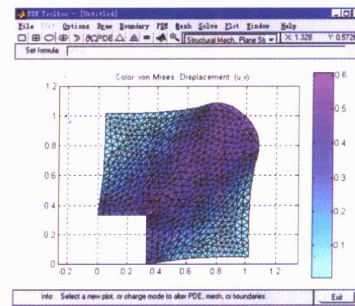 PDE Toolbox - [Untitled]
File Edit Options Draw Boundary PDE Mesh Solve Plot Window Help
PDE Structural Mech., Plane St X: 1.328 Y: 0.5726
Set formula:
Color von Mises Displacement (u,v)
1.2
1
0.8
0.6
0.4
0.2
0
-0.2 0 0.2 0.4 0.6 0.8 1 1.2
0.6
0.5
0.4
0.3
0.2
0.1
Info: Select a new plot, or change mode to alter PDE, mesh, or boundaries. Exit